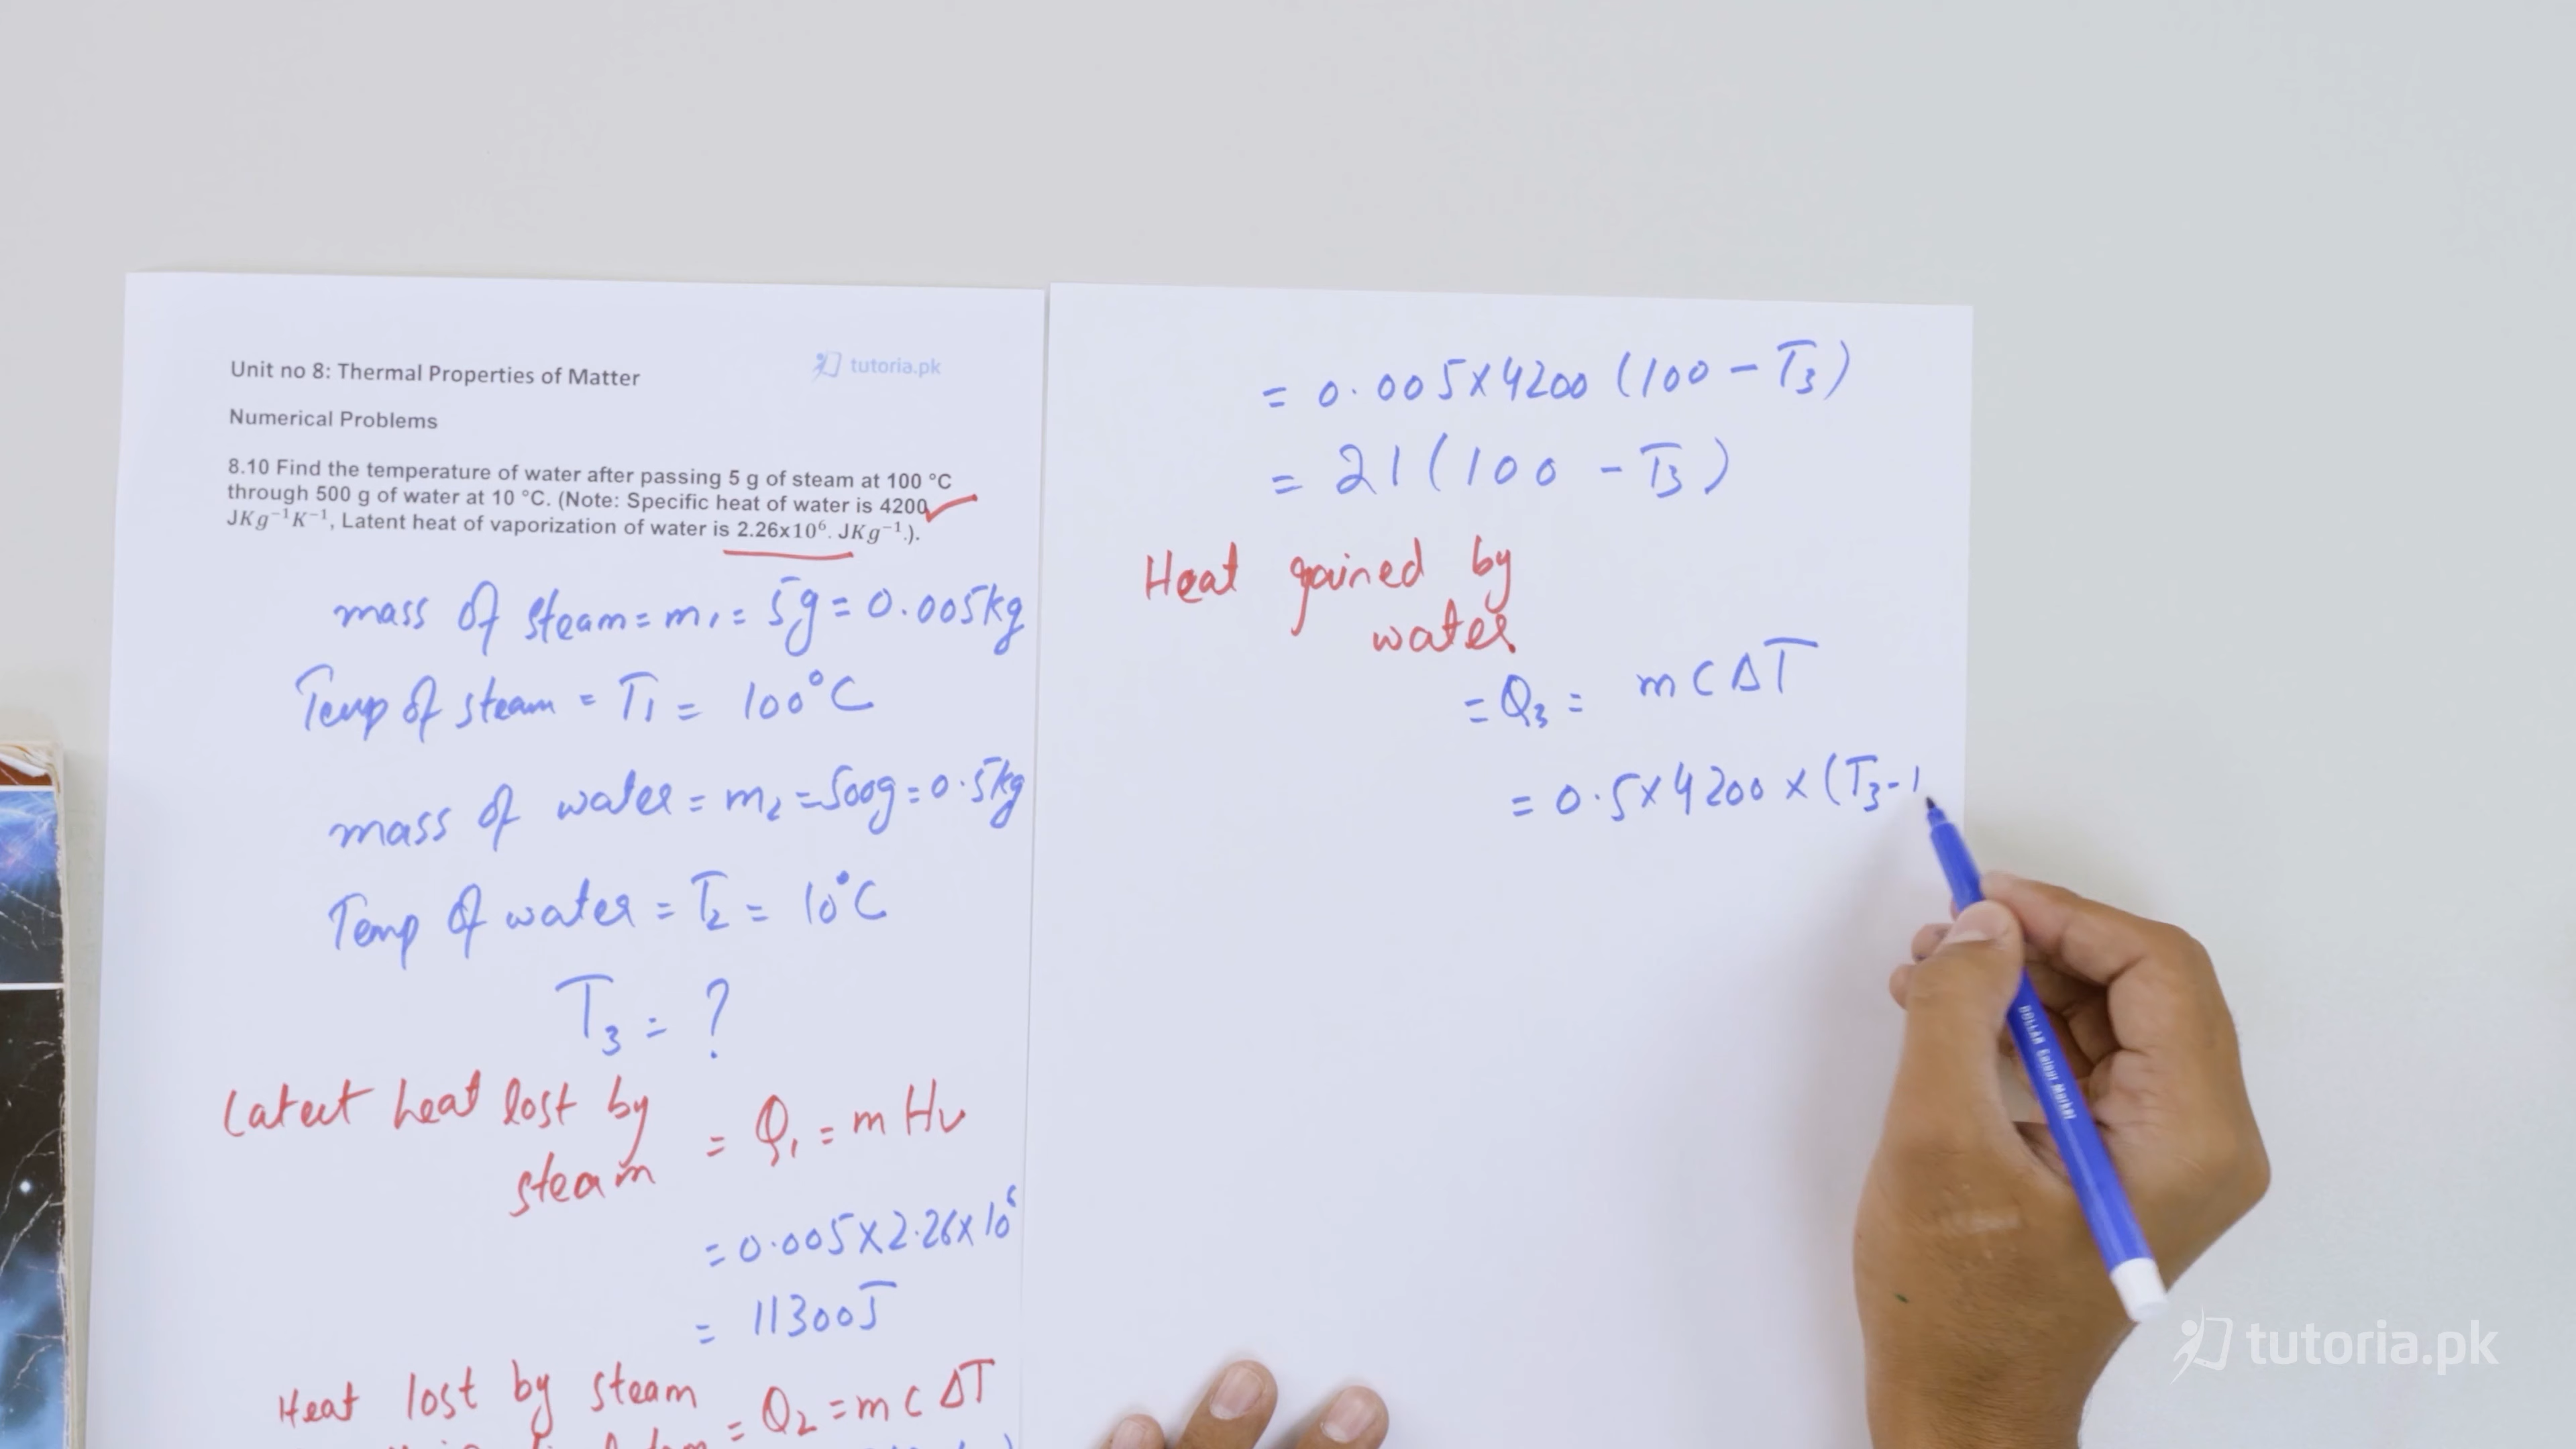 Unit no 8: Thermal Properties of Matter
tutoria.pk
Numerical Problems
8.10 Find the temperature of water after passing 5 g of steam at 100 °C
through 500 g of water at 10 °C. (Note: Specific heat of water is 4200
JKg⁻¹K⁻¹, Latent heat of vaporization of water is 2.26x10⁶. JKg⁻¹.).
mass of steam = m₁ = 5g = 0.005kg
Temp of steam = T₁ = 100°C
mass of water = m₂ = 500g = 0.5kg
Temp of water = T₂ = 10°C
T₃ = ?
Latent heat lost by
steam = Q₁ = m Hv
= 0.005 × 2.26 × 10⁶
= 11300J
Heat lost by steam
= Q₂ = m c ΔT
= 0.005 × 4200 (100 - T₃)
= 21 (100 - T₃)
Heat gained by
water
= Q₃ = m c ΔT
= 0.5 × 4200 × (T₃ - 1
DOLLAR Colour Marker
tutoria.pk